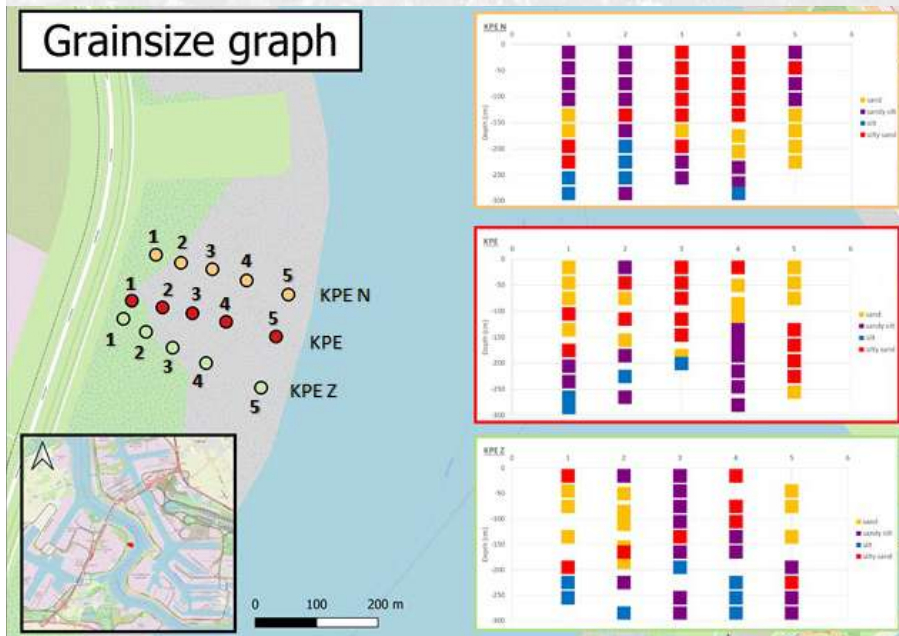 Grainsize graph
KPE N
0 1 2 3 4 5 6
0
-50
-100
-150
-200
-250
-300
Depth (cm)
sand
sandy silt
silt
silty sand
KPE
0 1 2 3 4 5 6
0
-50
-100
-150
-200
-250
-300
Depth (cm)
sand
sandy silt
silt
silty sand
KPE Z
0 1 2 3 4 5 6
0
-50
-100
-150
-200
-250
-300
Depth (cm)
sand
sandy silt
silt
silty sand
1 2 3 4 5 KPE N
1 2 3 4 5 KPE
1 2 3 4 5 KPE Z
0 100 200 m